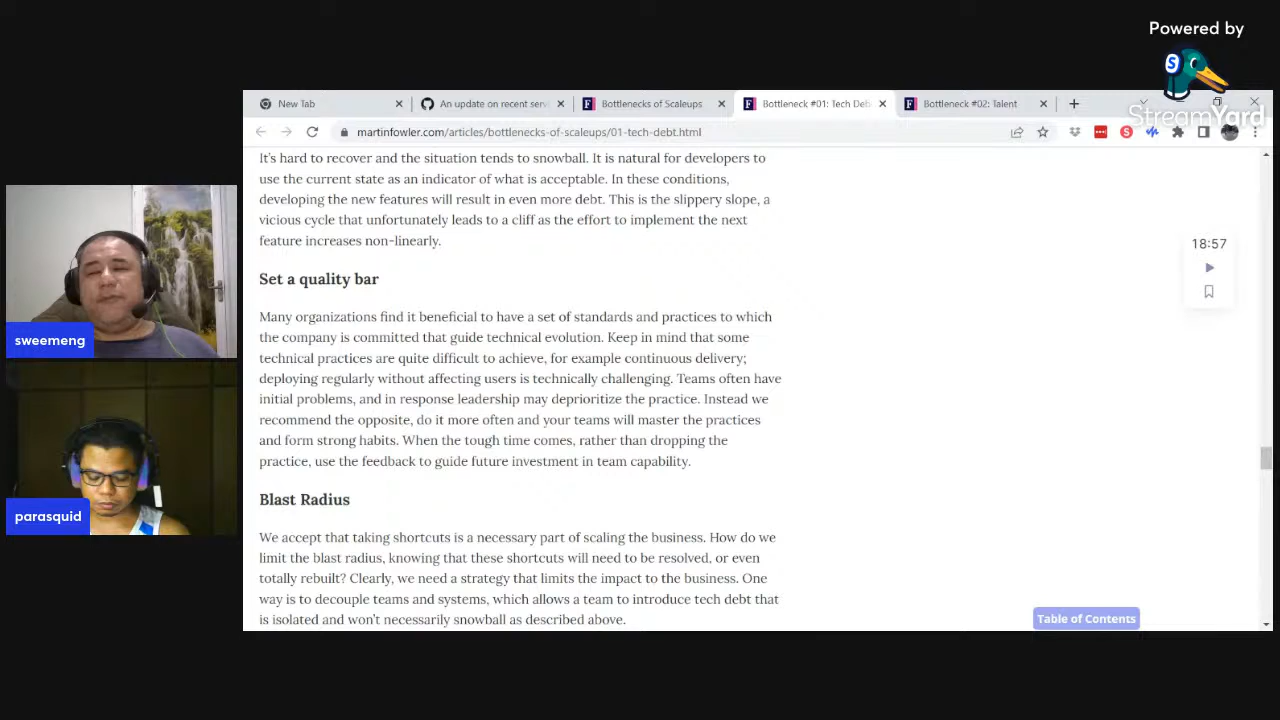 Powered by
S
StreamYard
New Tab
An update on recent serv
Bottlenecks of Scaleups
Bottleneck #01: Tech Deb
Bottleneck #02: Talent
martinfowler.com/articles/bottlenecks-of-scaleups/01-tech-debt.html
It's hard to recover and the situation tends to snowball. It is natural for developers to
use the current state as an indicator of what is acceptable. In these conditions,
developing the new features will result in even more debt. This is the slippery slope, a
vicious cycle that unfortunately leads to a cliff as the effort to implement the next
feature increases non-linearly.
18:57
Set a quality bar
Many organizations find it beneficial to have a set of standards and practices to which
the company is committed that guide technical evolution. Keep in mind that some
technical practices are quite difficult to achieve, for example continuous delivery;
deploying regularly without affecting users is technically challenging. Teams often have
initial problems, and in response leadership may deprioritize the practice. Instead we
recommend the opposite, do it more often and your teams will master the practices
and form strong habits. When the tough time comes, rather than dropping the
practice, use the feedback to guide future investment in team capability.
Blast Radius
We accept that taking shortcuts is a necessary part of scaling the business. How do we
limit the blast radius, knowing that these shortcuts will need to be resolved, or even
totally rebuilt? Clearly, we need a strategy that limits the impact to the business. One
way is to decouple teams and systems, which allows a team to introduce tech debt that
is isolated and won't necessarily snowball as described above.
Table of Contents
sweemeng
parasquid